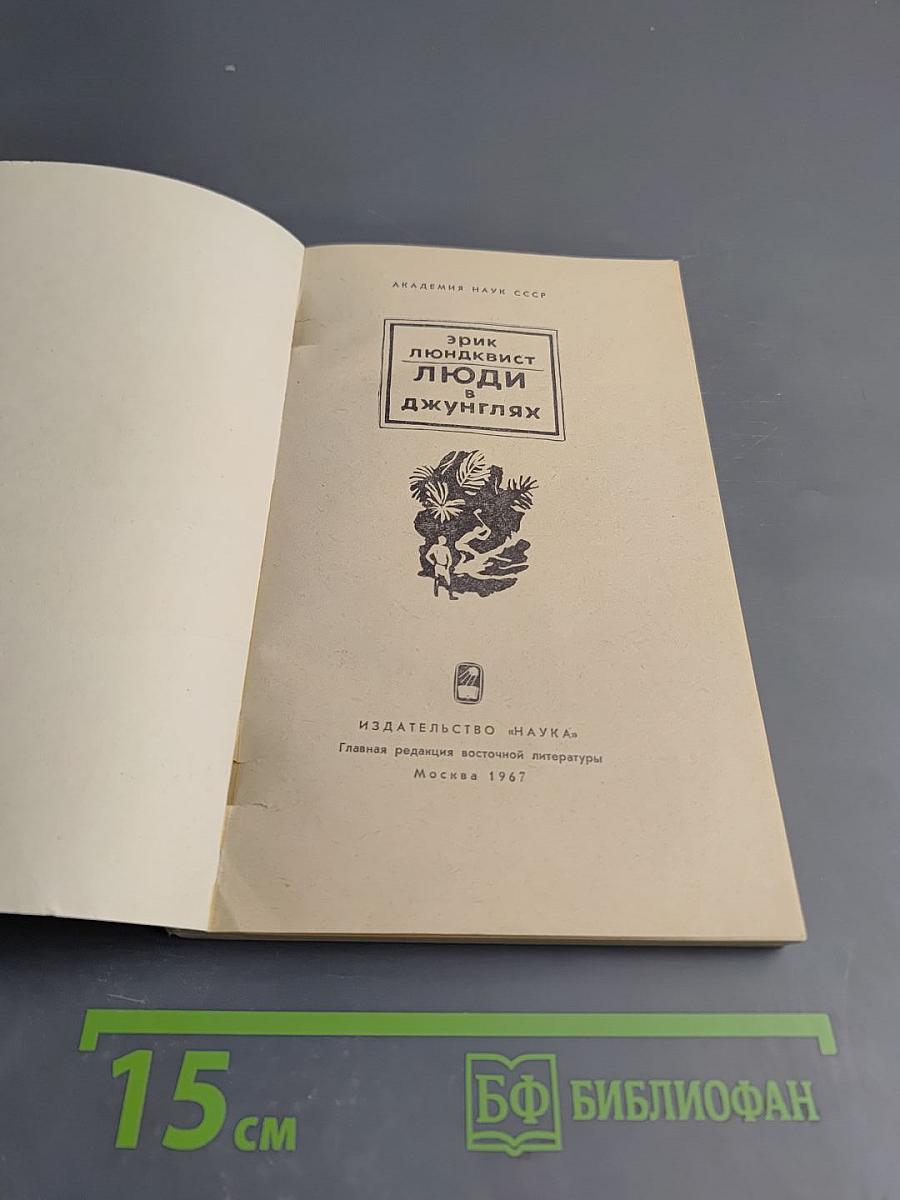 АКАДЕМИЯ НАУК СССР
ЭРИК
ЛЮНДКВИСТ
ЛЮДИ
В
ДЖУНГЛЯХ
ИЗДАТЕЛЬСТВО «НАУКА»
Главная редакция восточной литературы
Москва 1967
15 СМ
БФ БИБЛИОФАН